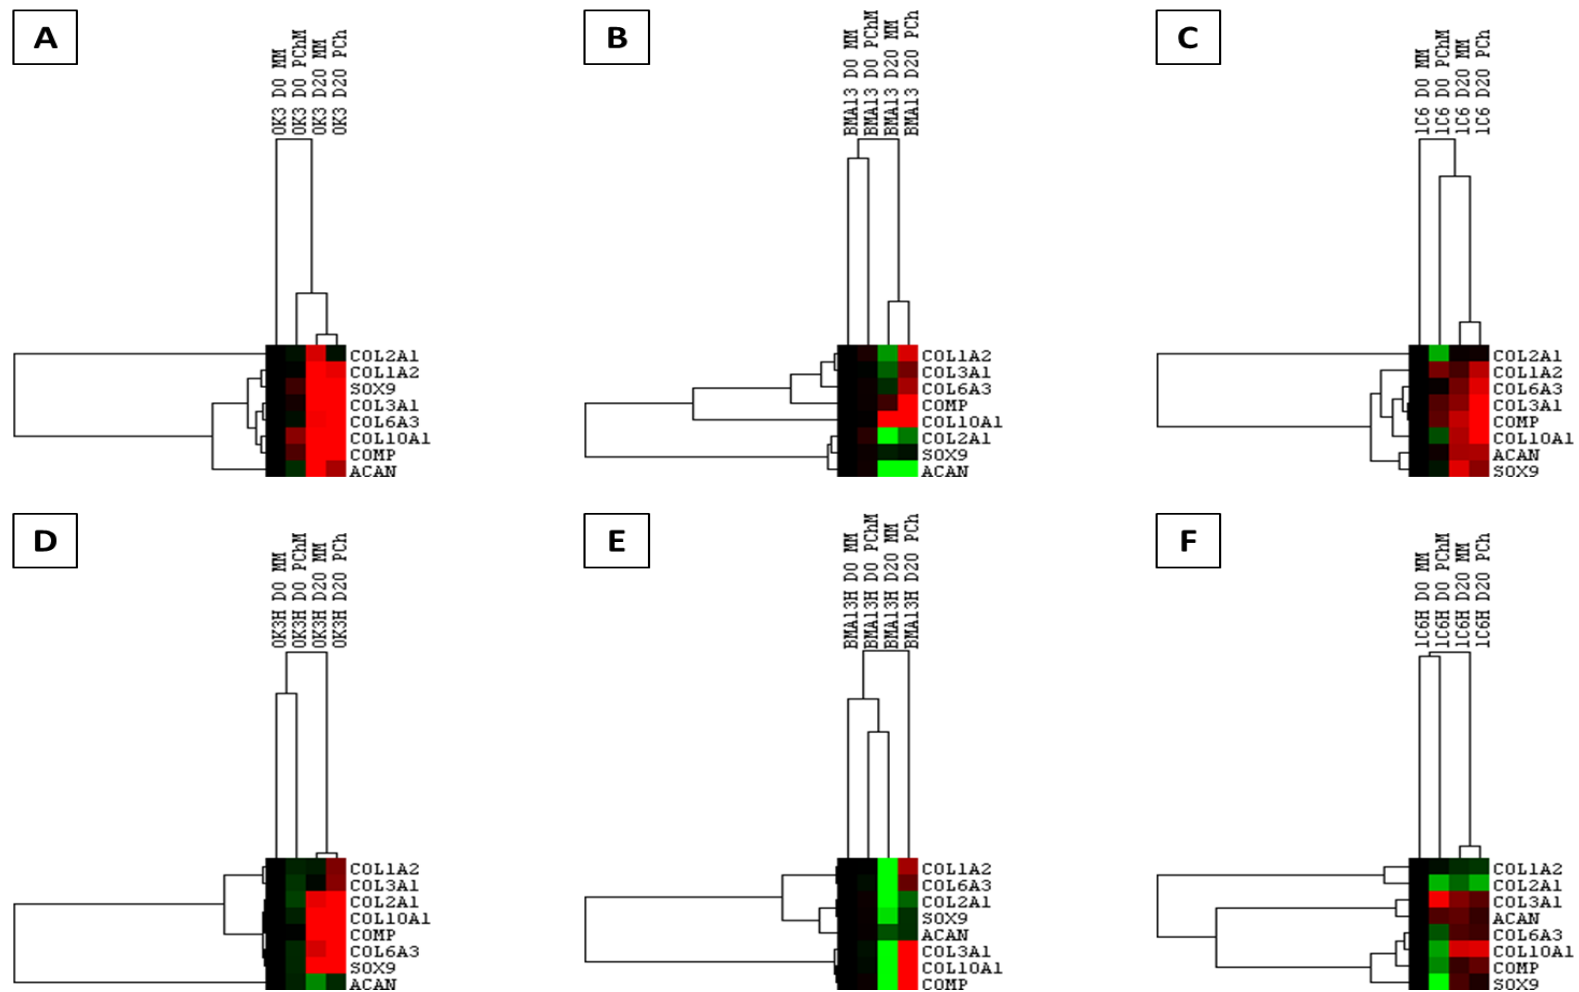 A
OK3 D0 MM
OK3 D0 PChM
OK3 D20 MM
OK3 D20 PCh
COL2A1
COL1A2
SOX9
COL3A1
COL6A3
COL10A1
COMP
ACAN
B
BMA13 D0 MM
BMA13 D0 PChM
BMA13 D20 MM
BMA13 D20 PCh
COL1A2
COL3A1
COL6A3
COMP
COL10A1
COL2A1
SOX9
ACAN
C
1C6 D0 MM
1C6 D0 PChM
1C6 D20 MM
1C6 D20 PCh
COL2A1
COL1A2
COL6A3
COL3A1
COMP
COL10A1
ACAN
SOX9
D
OK3H D0 MM
OK3H D0 PChM
OK3H D20 MM
OK3H D20 PCh
COL1A2
COL3A1
COL2A1
COL10A1
COMP
COL6A3
SOX9
ACAN
E
BMA13H D0 MM
BMA13H D0 PChM
BMA13H D20 MM
BMA13H D20 PCh
COL1A2
COL6A3
COL2A1
SOX9
ACAN
COL3A1
COL10A1
COMP
F
1C6H D0 MM
1C6H D0 PChM
1C6H D20 MM
1C6H D20 PCh
COL1A2
COL2A1
COL3A1
ACAN
COL6A3
COL10A1
COMP
SOX9